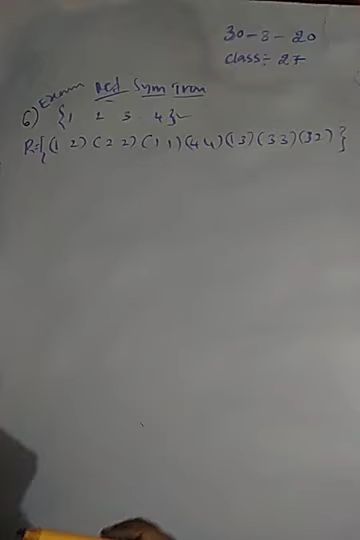 30-8-20
class:- 27
Exam Ref Sym Tran
6) {1 2 3 4}
R={(1 2) (2 2) (1 1) (4 4) (1 3) (3 3) (3 2)}